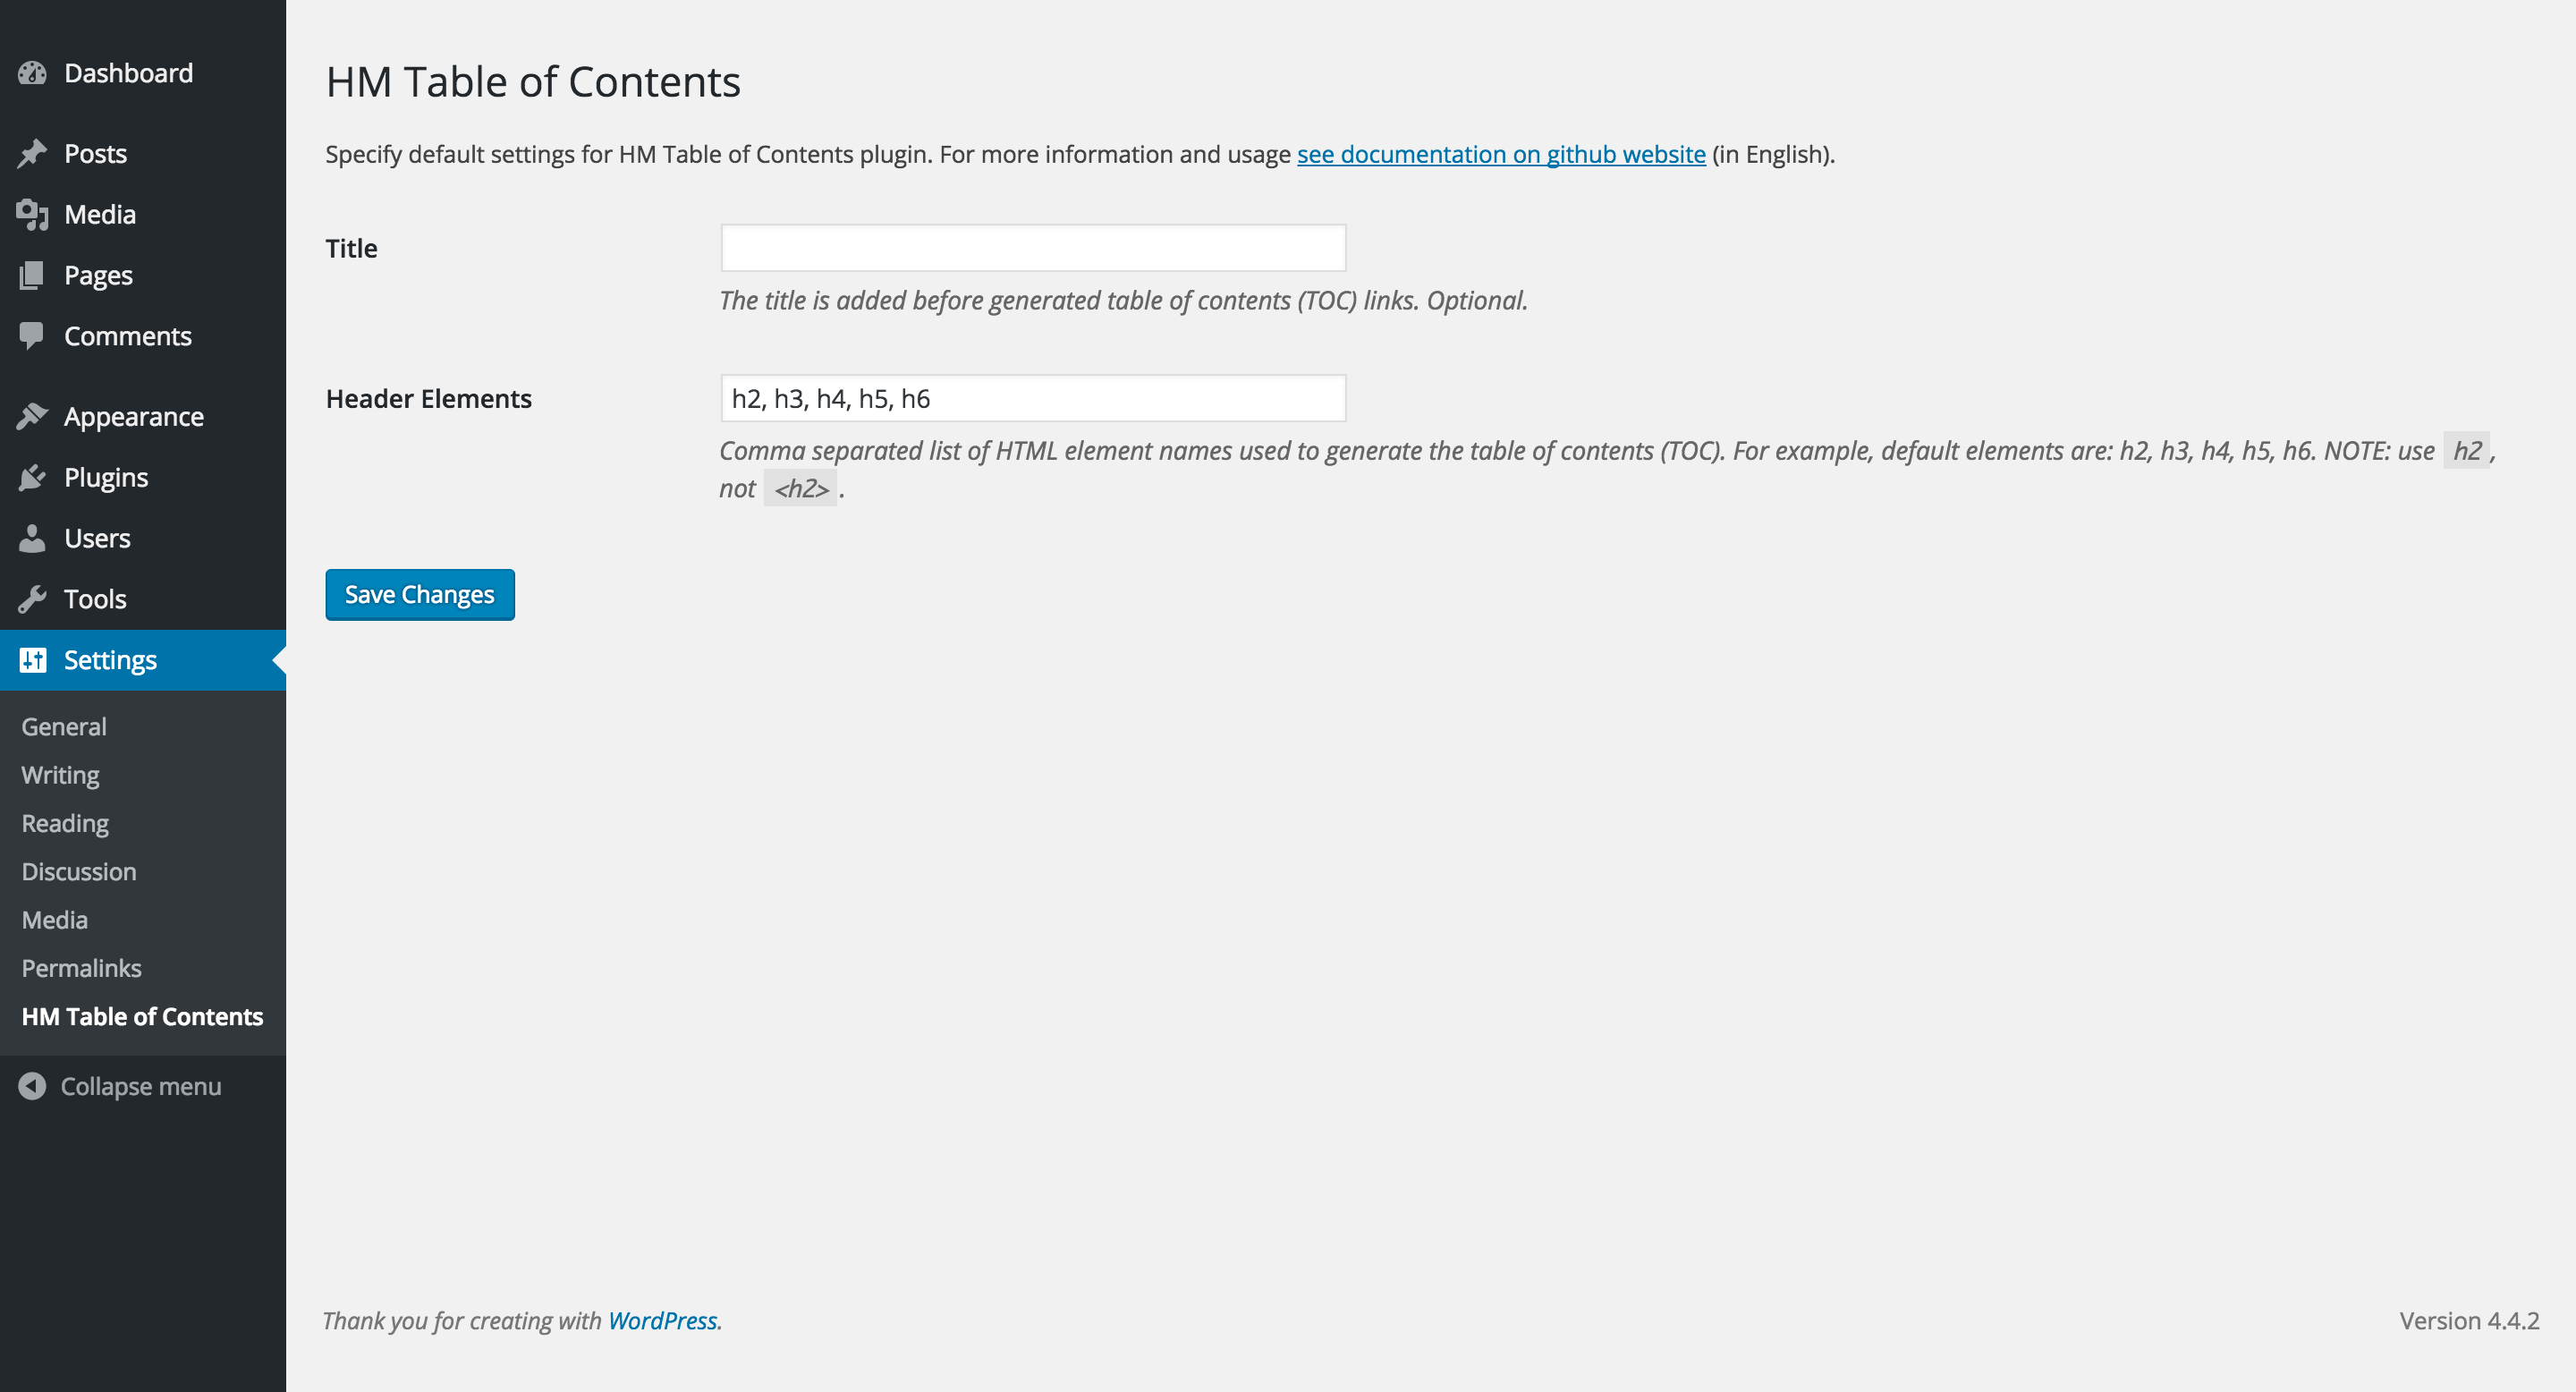 Dashboard
Posts
Media
Pages
Comments
Appearance
Plugins
Users
Tools
Settings
General
Writing
Reading
Discussion
Media
Permalinks
HM Table of Contents
Collapse menu
HM Table of Contents
Specify default settings for HM Table of Contents plugin. For more information and usage see documentation on github website (in English).
Title
The title is added before generated table of contents (TOC) links. Optional.
Header Elements
h2, h3, h4, h5, h6
Comma separated list of HTML element names used to generate the table of contents (TOC). For example, default elements are: h2, h3, h4, h5, h6. NOTE: use h2 ,
not <h2> .
Save Changes
Thank you for creating with WordPress.
Version 4.4.2